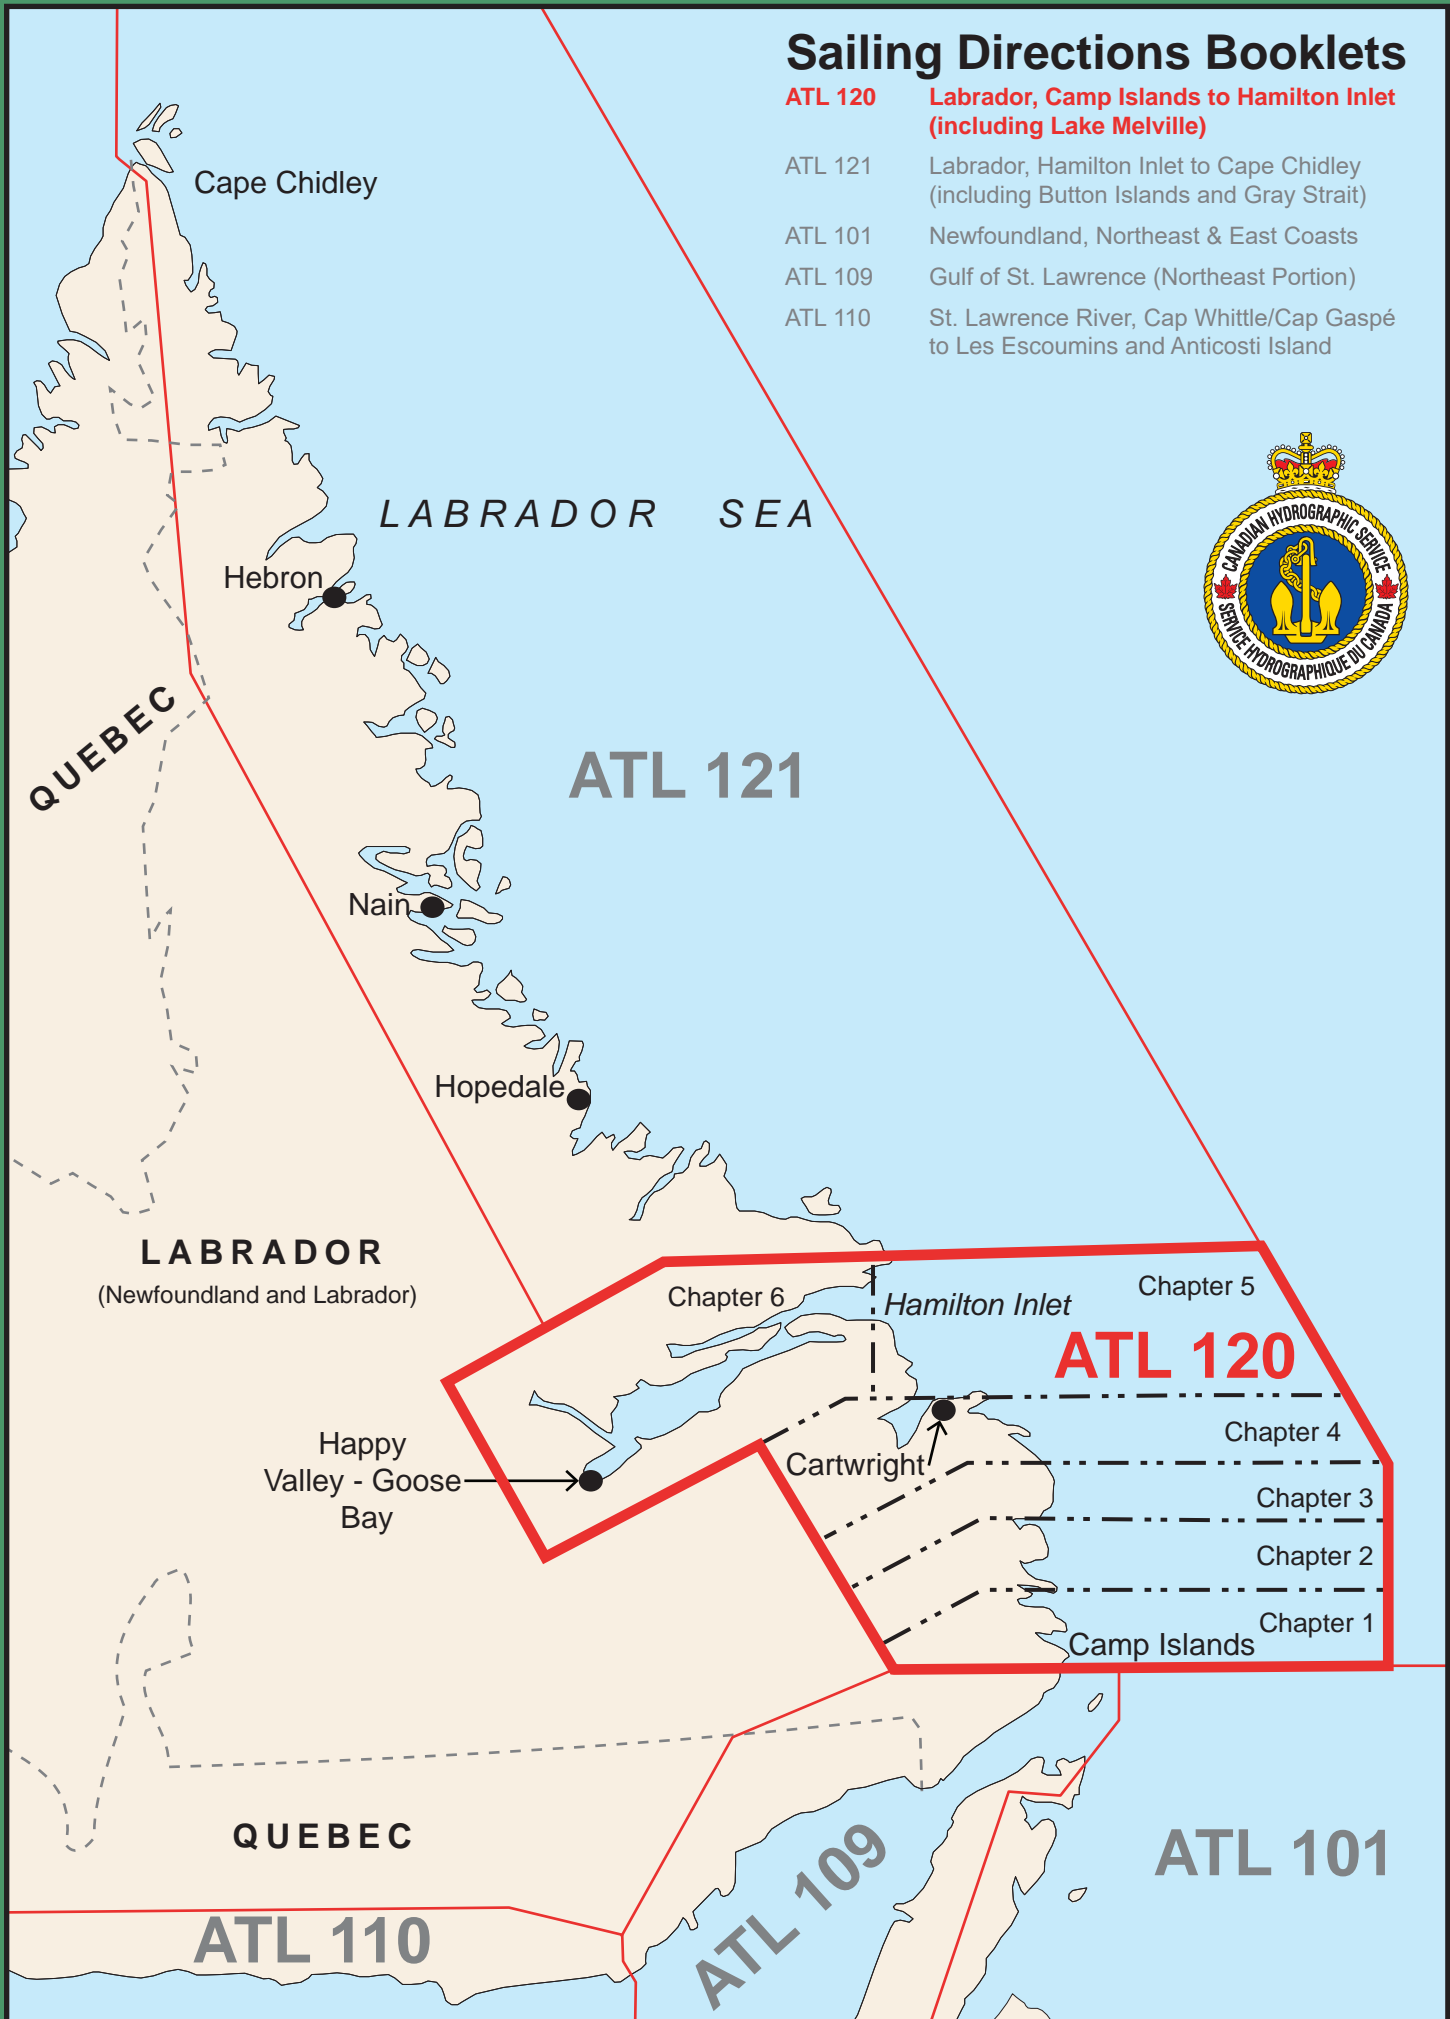 Sailing Directions Booklets
ATL 120 Labrador, Camp Islands to Hamilton Inlet
(including Lake Melville)
ATL 121 Labrador, Hamilton Inlet to Cape Chidley
(including Button Islands and Gray Strait)
ATL 101 Newfoundland, Northeast & East Coasts
ATL 109 Gulf of St. Lawrence (Northeast Portion)
ATL 110 St. Lawrence River, Cap Whittle/Cap Gaspé
to Les Escoumins and Anticosti Island
Cape Chidley
LABRADOR SEA
CANADIAN HYDROGRAPHIC SERVICE
SERVICE HYDROGRAPHIQUE DU CANADA
Hebron
QUEBEC
ATL 121
Nain
Hopedale
LABRADOR
(Newfoundland and Labrador)
Chapter 6
Hamilton Inlet
Chapter 5
ATL 120
Happy
Valley - Goose
Bay
Cartwright
Chapter 4
Chapter 3
Chapter 2
Chapter 1
Camp Islands
QUEBEC
ATL 110
ATL 109
ATL 101